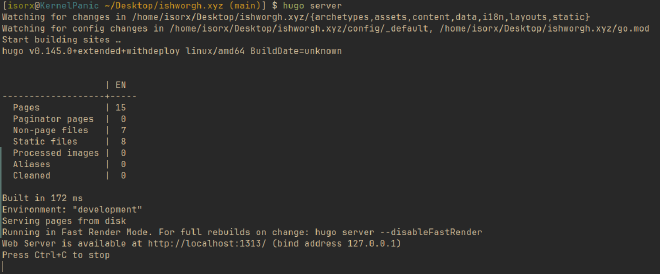 [isorx@KernelPanic ~/Desktop/ishworgh.xyz (main)] $ hugo server
Watching for changes in /home/isorx/Desktop/ishworgh.xyz/{archetypes,assets,content,data,i18n,layouts,static}
Watching for config changes in /home/isorx/Desktop/ishworgh.xyz/config/_default, /home/isorx/Desktop/ishworgh.xyz/go.mod
Start building sites …
hugo v0.145.0+extended+withdeploy linux/amd64 BuildDate=unknown
                   | EN
-------------------+-----
  Pages            | 15
  Paginator pages  |  0
  Non-page files   |  7
  Static files     |  8
  Processed images |  0
  Aliases          |  0
  Cleaned          |  0
Built in 172 ms
Environment: "development"
Serving pages from disk
Running in Fast Render Mode. For full rebuilds on change: hugo server --disableFastRender
Web Server is available at http://localhost:1313/ (bind address 127.0.0.1)
Press Ctrl+C to stop